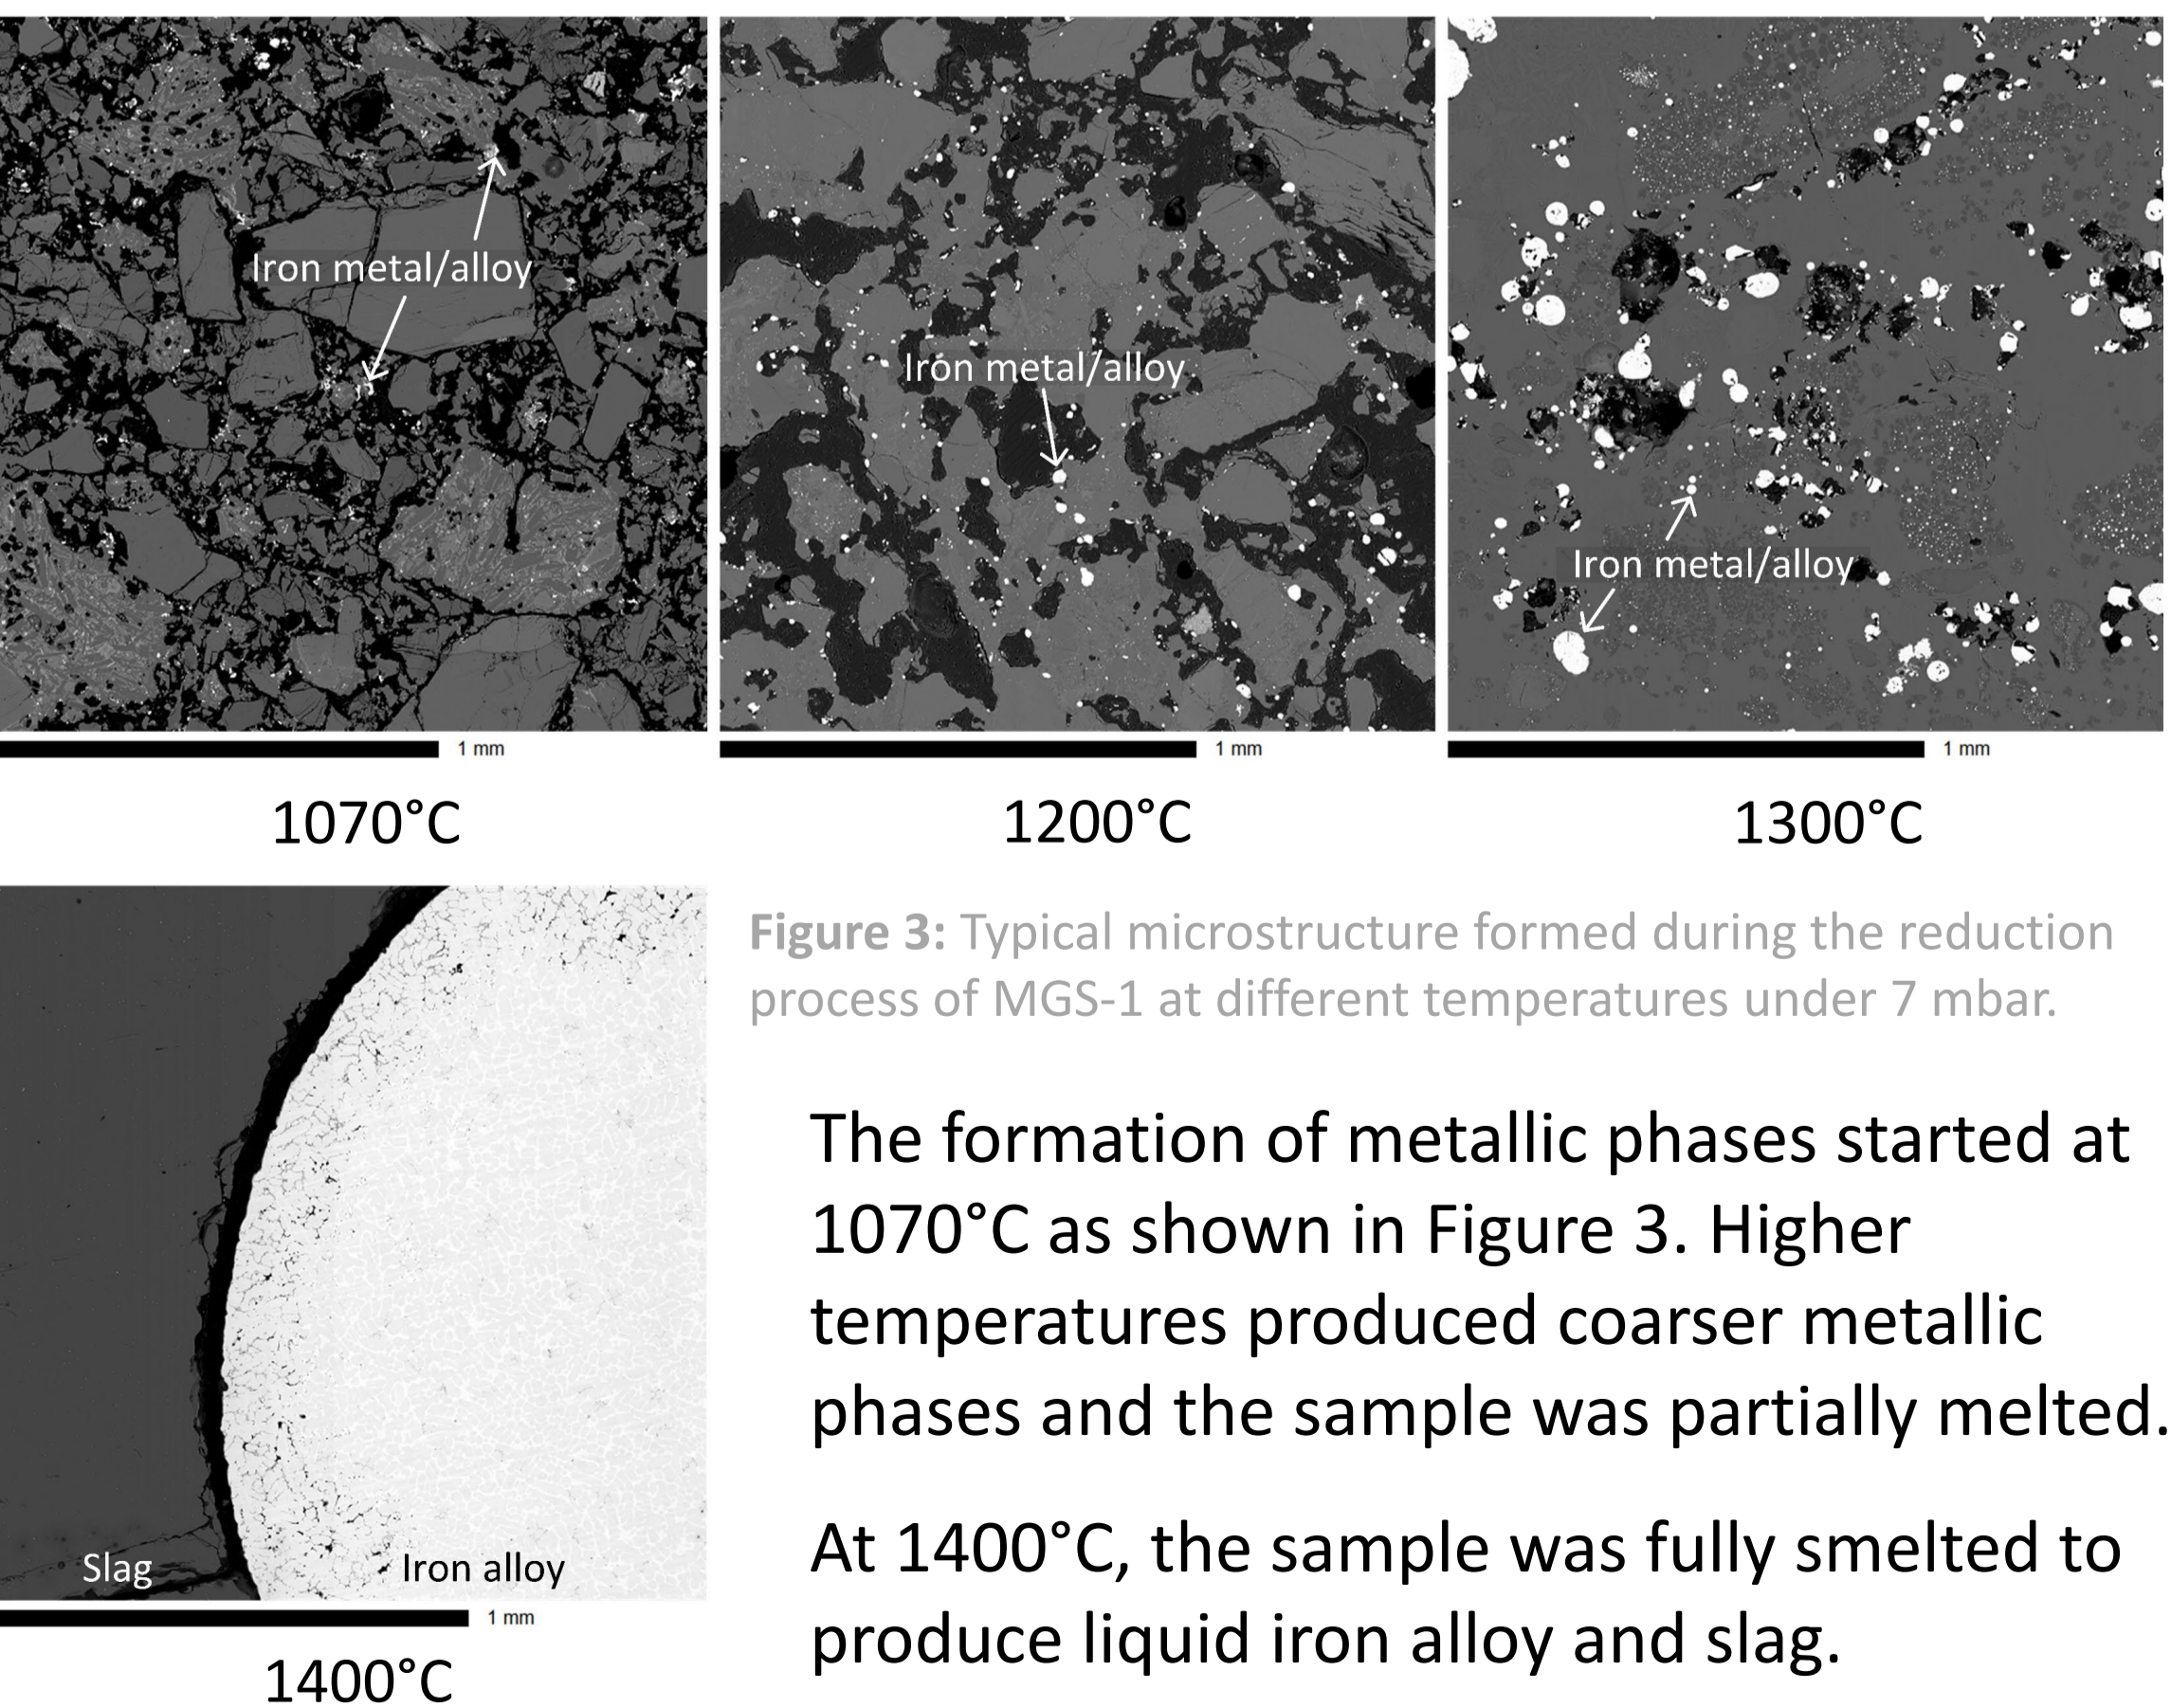 Iron metal/alloy
1 mm
1070°C
Iron metal/alloy
1 mm
1200°C
Iron metal/alloy
1 mm
1300°C
Slag
Iron alloy
1 mm
1400°C
Figure 3: Typical microstructure formed during the reduction
process of MGS-1 at different temperatures under 7 mbar.
The formation of metallic phases started at
1070°C as shown in Figure 3. Higher
temperatures produced coarser metallic
phases and the sample was partially melted.
At 1400°C, the sample was fully smelted to
produce liquid iron alloy and slag.